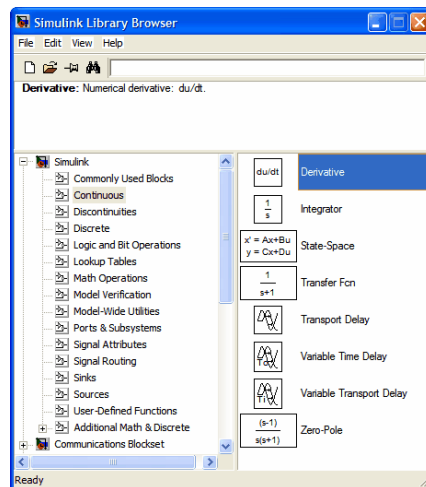 Simulink Library Browser
File Edit View Help
Derivative: Numerical derivative: du/dt.
Simulink
Commonly Used Blocks
Continuous
Discontinuities
Discrete
Logic and Bit Operations
Lookup Tables
Math Operations
Model Verification
Model-Wide Utilities
Ports & Subsystems
Signal Attributes
Signal Routing
Sinks
Sources
User-Defined Functions
Additional Math & Discrete
Communications Blockset
du/dt Derivative
1
s
Integrator
x' = Ax+Bu
y = Cx+Du
State-Space
1
s+1
Transfer Fcn
Transport Delay
Variable Time Delay
Variable Transport Delay
(s-1)
s(s+1)
Zero-Pole
Ready